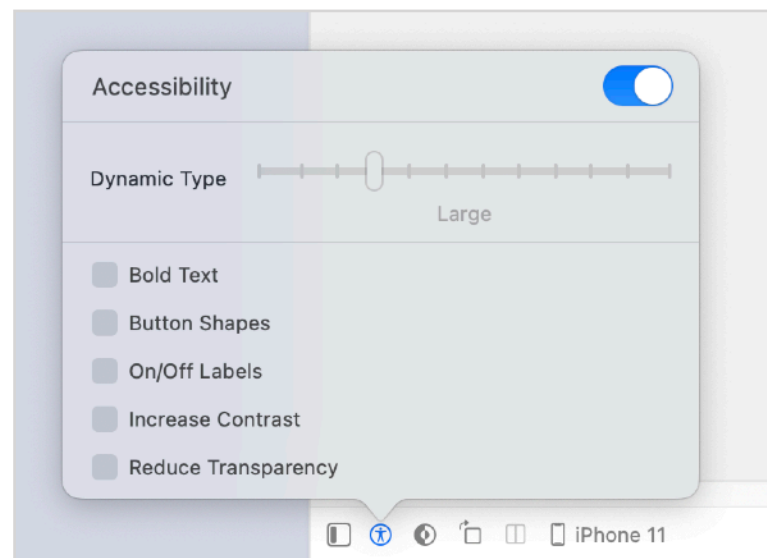 Accessibility
Dynamic Type
Large
Bold Text
Button Shapes
On/Off Labels
Increase Contrast
Reduce Transparency
iPhone 11